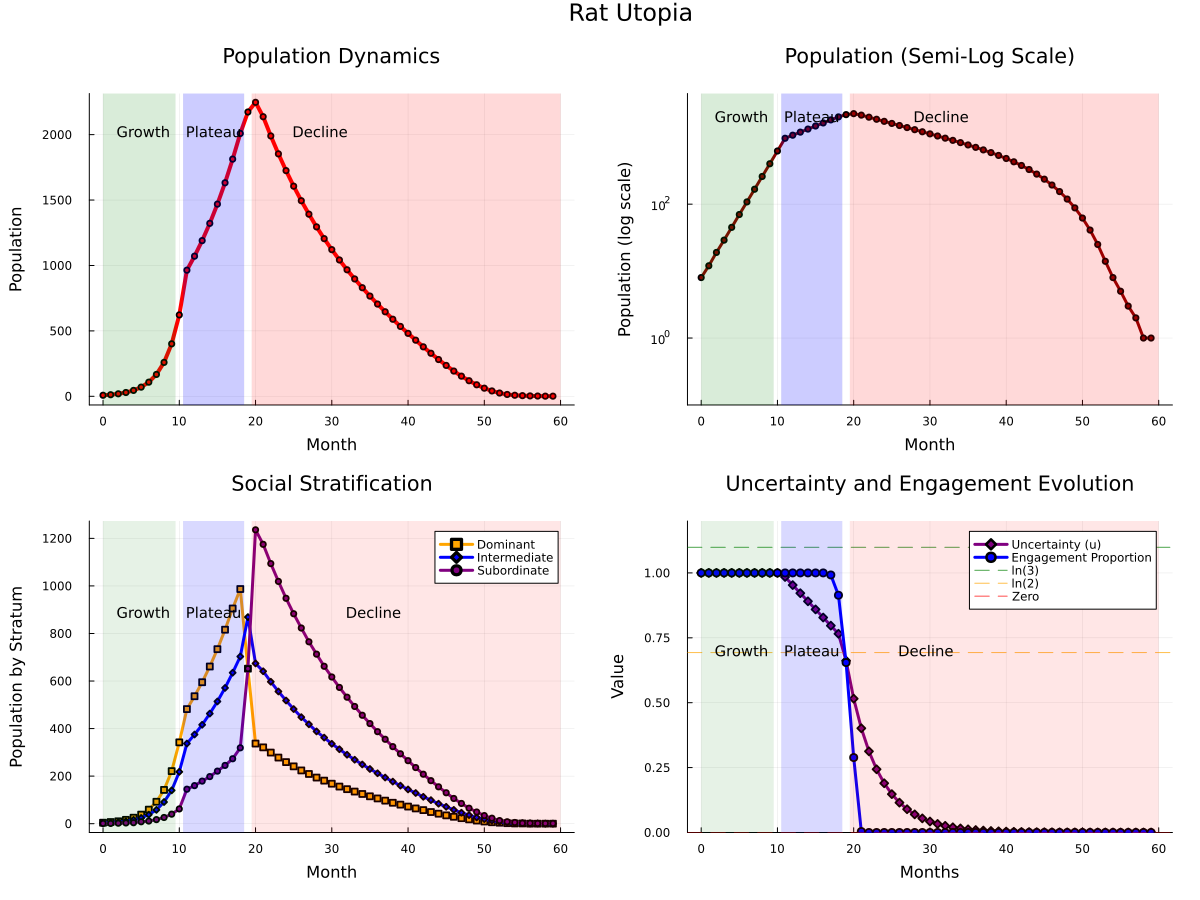 Rat Utopia
Population Dynamics
Population
2000
1500
1000
500
0
Growth
Plateau
Decline
0 10 20 30 40 50 60
Month
Population (Semi-Log Scale)
Population (log scale)
10²
10⁰
Growth
Plateau
Decline
0 10 20 30 40 50 60
Month
Social Stratification
Population by Stratum
1200
1000
800
600
400
200
0
Growth
Plateau
Decline
Dominant
Intermediate
Subordinate
0 10 20 30 40 50 60
Month
Uncertainty and Engagement Evolution
Value
1.00
0.75
0.50
0.25
0.00
Growth
Plateau
Decline
Uncertainty (u)
Engagement Proportion
ln(3)
ln(2)
Zero
0 10 20 30 40 50 60
Months